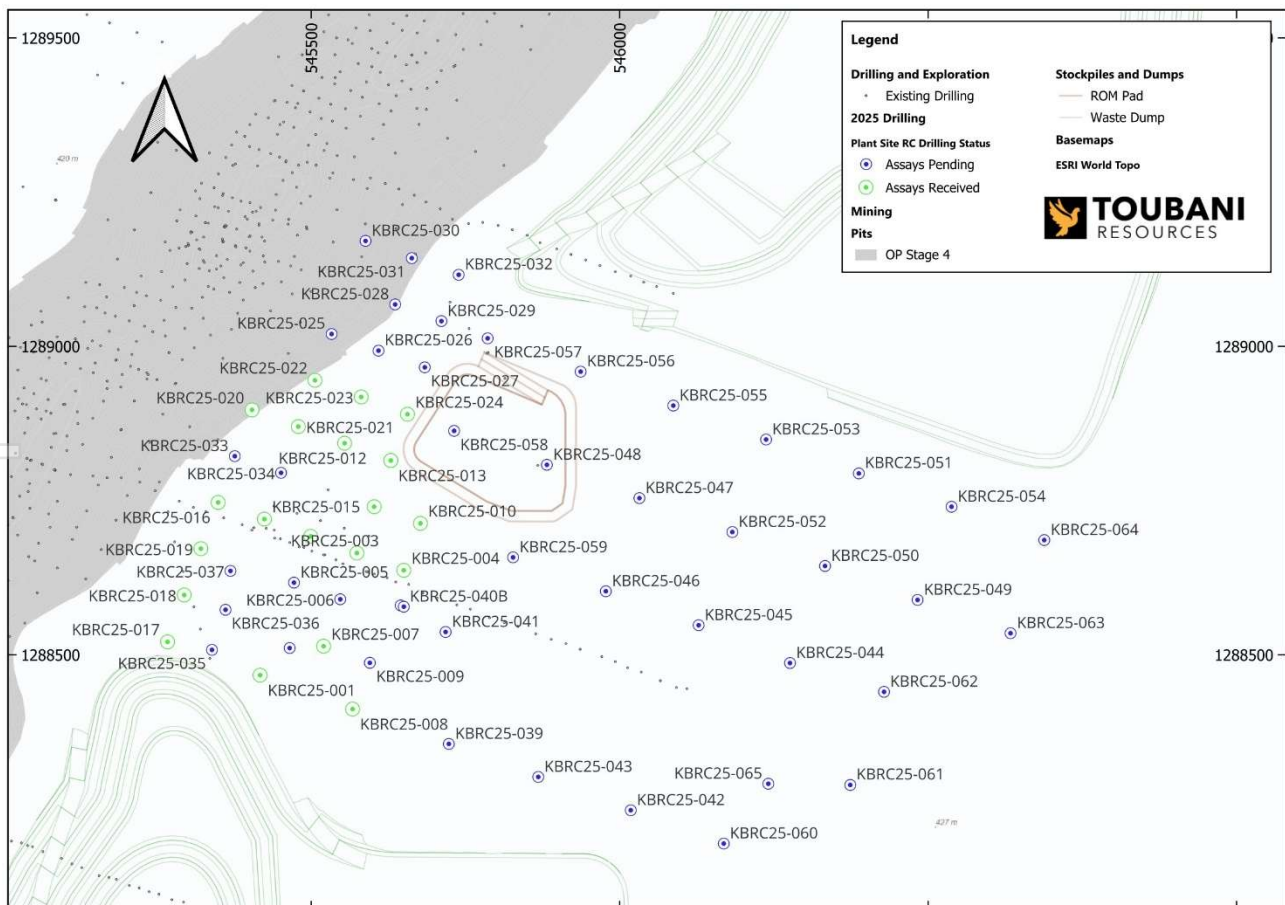 1289500
545500
546000
Legend
Drilling and Exploration
Existing Drilling
2025 Drilling
Plant Site RC Drilling Status
Assays Pending
Assays Received
Mining
Pits
OP Stage 4
Stockpiles and Dumps
ROM Pad
Waste Dump
Basemaps
ESRI World Topo
TOUBANI
RESOURCES
420 m
KBRC25-030
KBRC25-031
KBRC25-032
KBRC25-028
KBRC25-029
KBRC25-025
KBRC25-026
1289000
1289000
KBRC25-057
KBRC25-056
KBRC25-022
KBRC25-027
KBRC25-020
KBRC25-023
KBRC25-024
KBRC25-055
KBRC25-021
KBRC25-033
KBRC25-058
KBRC25-053
KBRC25-034
KBRC25-012
KBRC25-013
KBRC25-048
KBRC25-051
KBRC25-047
KBRC25-054
KBRC25-016
KBRC25-015
KBRC25-010
KBRC25-052
KBRC25-064
KBRC25-019
KBRC25-003
KBRC25-004
KBRC25-059
KBRC25-050
KBRC25-037
KBRC25-005
KBRC25-046
KBRC25-018
KBRC25-006
KBRC25-040B
KBRC25-049
KBRC25-036
KBRC25-041
KBRC25-045
KBRC25-017
KBRC25-007
KBRC25-063
KBRC25-035
KBRC25-009
KBRC25-044
1288500
1288500
KBRC25-001
KBRC25-062
KBRC25-008
KBRC25-039
KBRC25-043
KBRC25-065
KBRC25-061
KBRC25-042
KBRC25-060
427 m